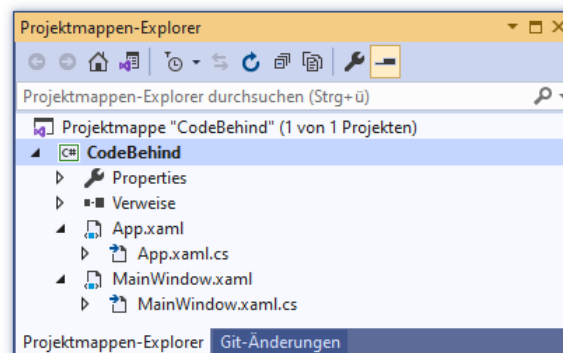 Projektmappen-Explorer
Projektmappen-Explorer durchsuchen (Strg+ü)
Projektmappe "CodeBehind" (1 von 1 Projekten)
C# CodeBehind
Properties
Verweise
App.xaml
App.xaml.cs
MainWindow.xaml
MainWindow.xaml.cs
Projektmappen-Explorer Git-Änderungen